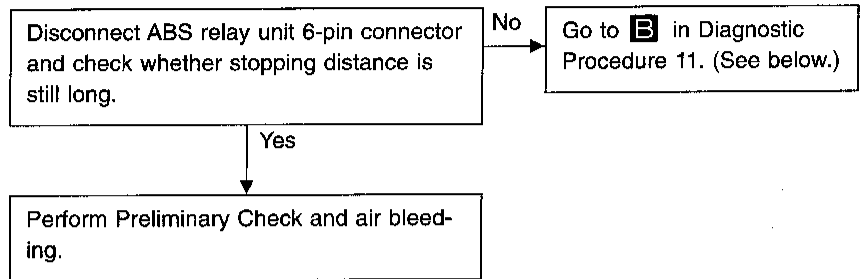 Disconnect ABS relay unit 6-pin connector
and check whether stopping distance is
still long.
No
Go to B in Diagnostic
Procedure 11. (See below.)
Yes
Perform Preliminary Check and air bleed-
ing.